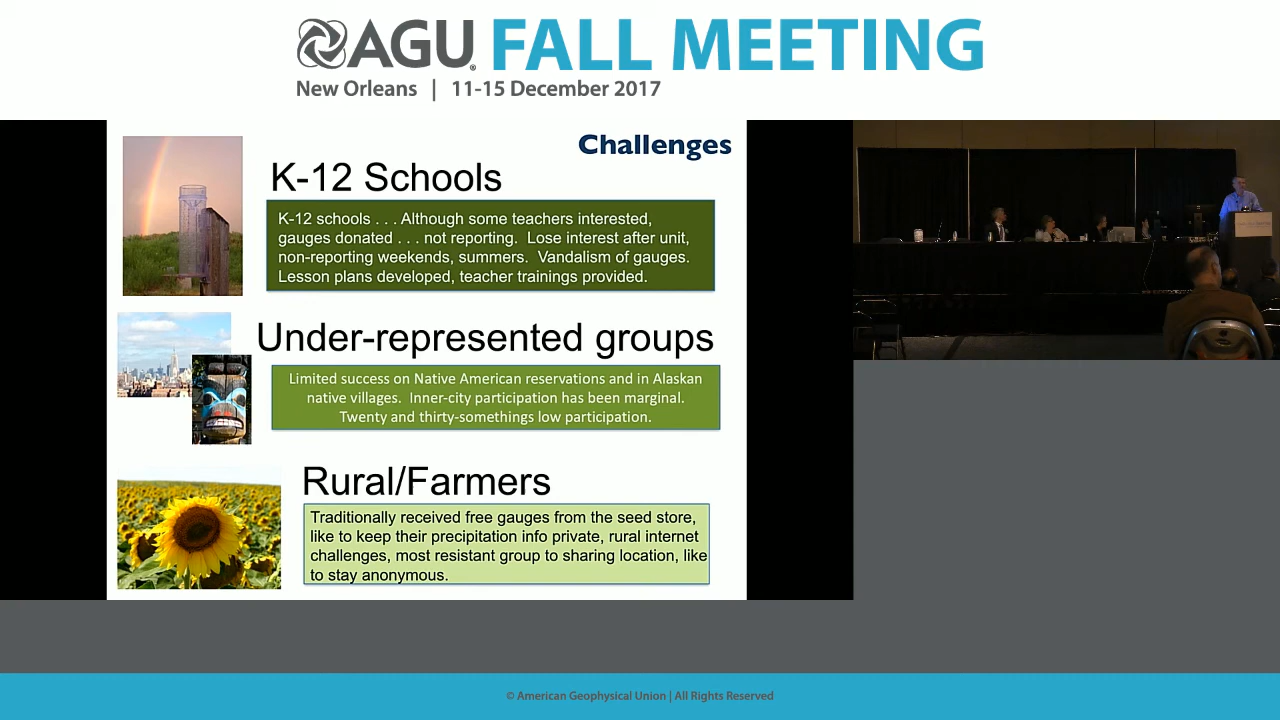 AGU FALL MEETING
New Orleans | 11-15 December 2017
Challenges
K-12 Schools
K-12 schools . . . Although some teachers interested,
gauges donated . . . not reporting. Lose interest after unit,
non-reporting weekends, summers. Vandalism of gauges.
Lesson plans developed, teacher trainings provided.
Under-represented groups
Limited success on Native American reservations and in Alaskan
native villages. Inner-city participation has been marginal.
Twenty and thirty-somethings low participation.
Rural/Farmers
Traditionally received free gauges from the seed store,
like to keep their precipitation info private, rural internet
challenges, most resistant group to sharing location, like
to stay anonymous.
© American Geophysical Union | All Rights Reserved